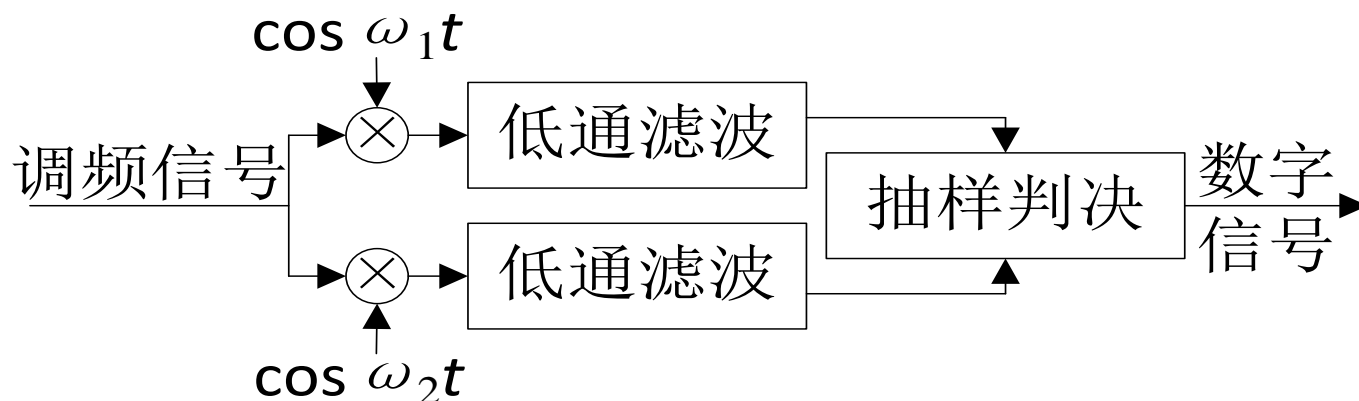 cos ω₁t
低通滤波
调频信号
抽样判决
数字
信号
低通滤波
cos ω₂t